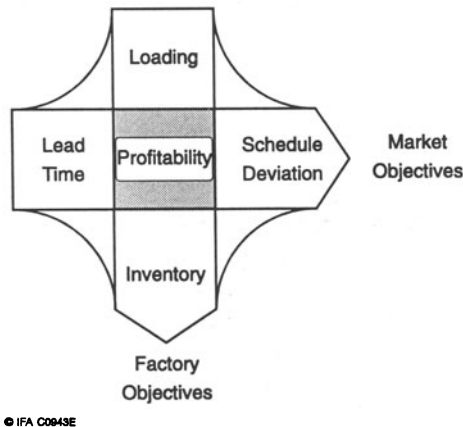 Loading
Lead
Time
Profitability
Schedule
Deviation
Market
Objectives
Inventory
Factory
Objectives
© IFA C0943E